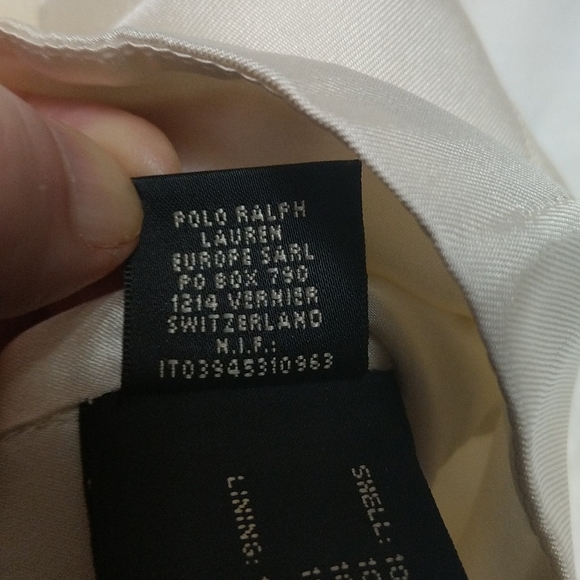 POLO RALPH
LAUREN
EUROPE SARL
PO BOX 790
1214 VERNIER
SWITZERLAND
N.I.F.:
IT03945310963
SHELL:
LINING: